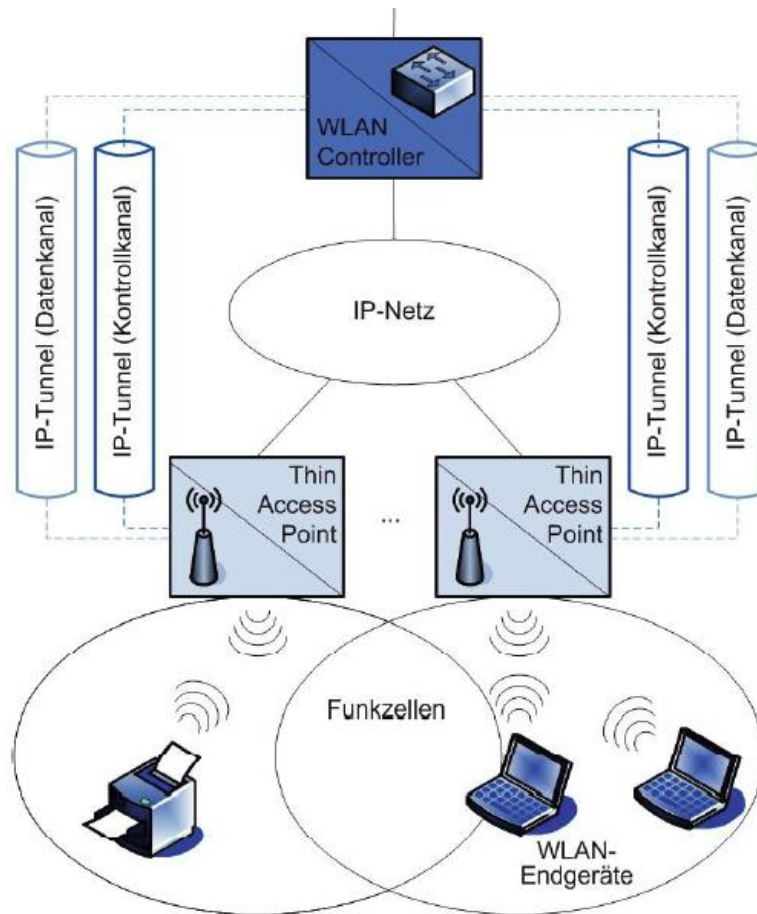 WLAN
Controller
IP-Tunnel (Datenkanal)
IP-Tunnel (Kontrollkanal)
IP-Tunnel (Kontrollkanal)
IP-Tunnel (Datenkanal)
IP-Netz
Thin
Access
Point
...
Thin
Access
Point
Funkzellen
WLAN-
Endgeräte